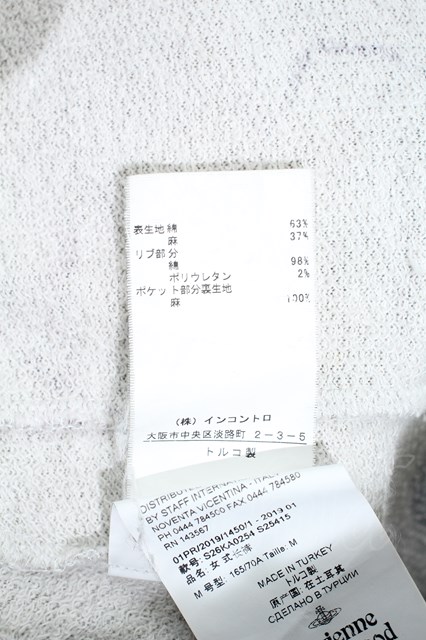 表生地 綿 63%
麻 37%
リブ部分
綿 98%
ポリウレタン 2%
ポケット部分裏生地
麻 100%
(株) インコントロ
大阪市中央区淡路町 2-3-5
トルコ製
DISTRIBUTED
BY STAFF INTERNATIONAL
NOVENTA VICENTINA - ITALY
PH 0444 784500 FAX 0444 784580
RN 143567
01PR/2019/1450/1 - 2019 01
款号: S26KA0254 S25415
品名: 女式
M 号型: 165/70A Taille: M
MADE IN TURKEY
トルコ製
原产国: 在土耳其
СДЕЛАНО В ТУРЦИИ